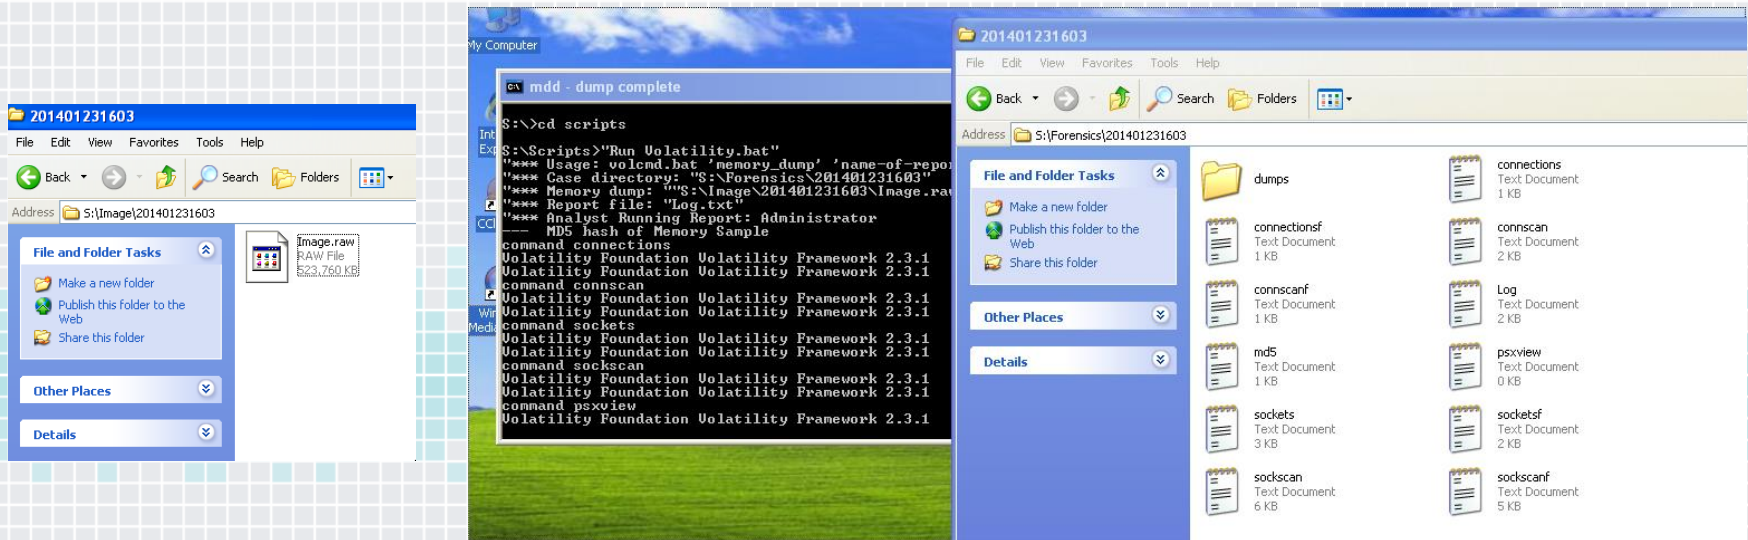 201401231603
File Edit View Favorites Tools Help
Back Search Folders
Address S:\Image\201401231603
File and Folder Tasks
Make a new folder
Publish this folder to the
Web
Share this folder
Other Places
Details
Image.raw
RAW File
523,760 KB
My Computer
Int
Exp
CCl
Win
Media
mdd - dump complete
S:\>cd scripts
S:\Scripts>"Run Volatility.bat"
"*** Usage: volcmd.bat 'memory_dump' 'name-of-repor
"*** Case directory: "S:\Forensics\201401231603"
"*** Memory dump: ""S:\Image\201401231603\Image.raw
"*** Report file: "Log.txt"
"*** Analyst Running Report: Administrator
--- MD5 hash of Memory Sample
command connections
Volatility Foundation Volatility Framework 2.3.1
Volatility Foundation Volatility Framework 2.3.1
command connscan
Volatility Foundation Volatility Framework 2.3.1
Volatility Foundation Volatility Framework 2.3.1
command sockets
Volatility Foundation Volatility Framework 2.3.1
Volatility Foundation Volatility Framework 2.3.1
command sockscan
Volatility Foundation Volatility Framework 2.3.1
Volatility Foundation Volatility Framework 2.3.1
command psxview
Volatility Foundation Volatility Framework 2.3.1
201401231603
File Edit View Favorites Tools Help
Back Search Folders
Address S:\Forensics\201401231603
File and Folder Tasks
Make a new folder
Publish this folder to the
Web
Share this folder
Other Places
Details
dumps
connections
Text Document
1 KB
connectionsf
Text Document
1 KB
connscan
Text Document
2 KB
connscanf
Text Document
1 KB
Log
Text Document
2 KB
md5
Text Document
1 KB
psxview
Text Document
0 KB
sockets
Text Document
3 KB
socketsf
Text Document
2 KB
sockscan
Text Document
6 KB
sockscanf
Text Document
5 KB